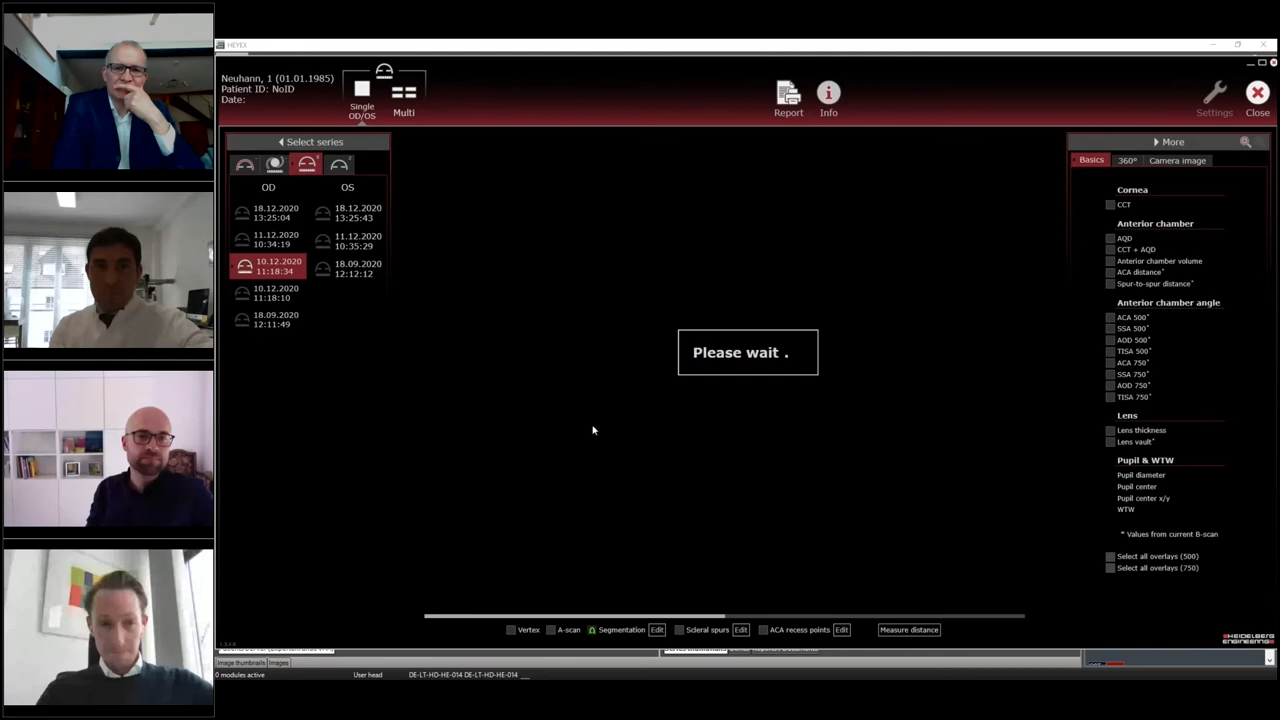 HEYEX
Neuhann, 1 (01.01.1985)
Patient ID: NoID
Date:
Single
OD/OS
Multi
Report
Info
Settings
Close
Select series
OD
OS
18.12.2020
13:25:04
18.12.2020
13:25:43
11.12.2020
10:34:19
11.12.2020
10:35:29
10.12.2020
11:18:34
18.09.2020
12:12:12
10.12.2020
11:18:10
18.09.2020
12:11:49
Please wait .
More
Basics
360°
Camera image
Cornea
CCT
Anterior chamber
AQD
CCT + AQD
Anterior chamber volume
ACA distance*
Spur-to-spur distance*
Anterior chamber angle
ACA 500*
SSA 500*
AOD 500*
TISA 500*
ACA 750*
SSA 750*
AOD 750*
TISA 750*
Lens
Lens thickness
Lens vault*
Pupil & WTW
Pupil diameter
Pupil center
Pupil center x/y
WTW
* Values from current B-scan
Select all overlays (500)
Select all overlays (750)
Vertex
A-scan
Segmentation
Edit
Scleral spurs
Edit
ACA recess points
Edit
Measure distance
HEIDELBERG
ENGINEERING
Image thumbnails
Images
0 modules active
User head
DE-LT-HD-HE-014 DE-LT-HD-HE-014